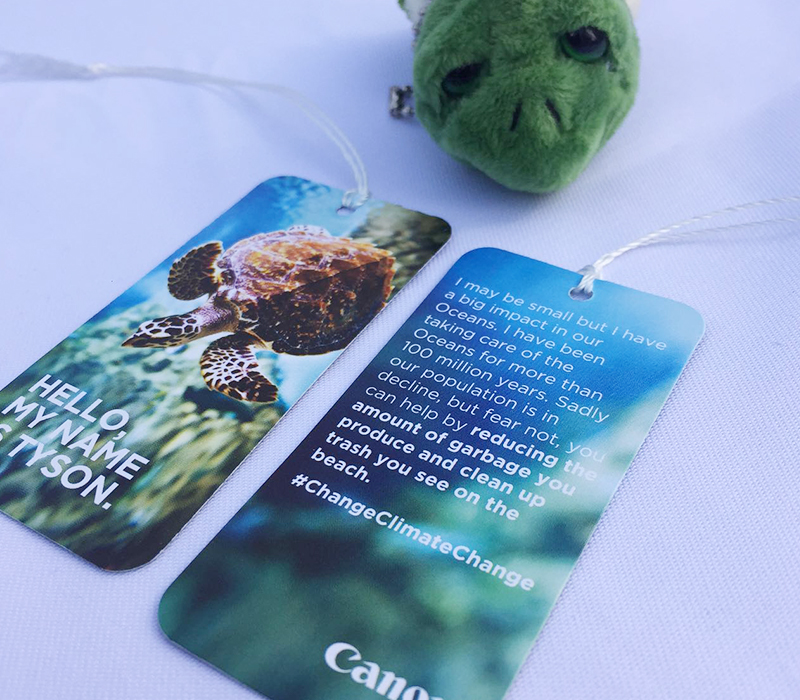 HELLO,
MY NAME
IS TYSON.
I may be small but I have
a big impact in our
Oceans. I have been
taking care of the
Oceans for more than
100 million years. Sadly
our population is in
decline, but fear not, you
can help by reducing the
amount of garbage you
produce and clean up
trash you see on the
beach.
#ChangeClimateChange
Canon